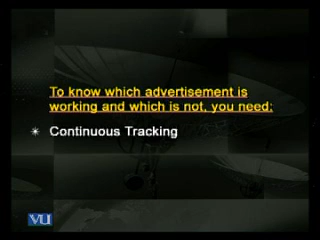 To know which advertisement is
working and which is not, you need:
✴ Continuous Tracking
VU